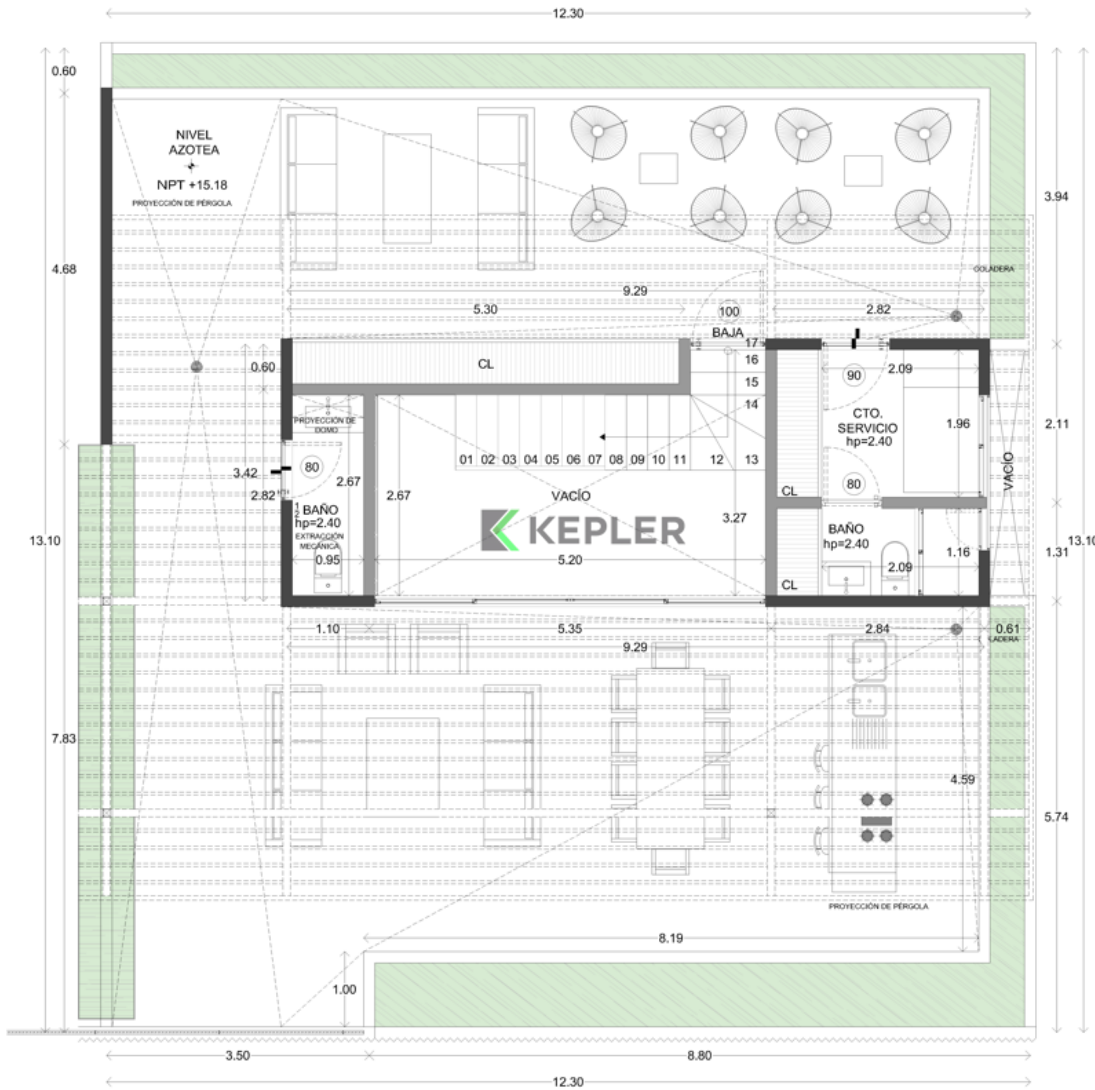 12.30
0.60
NIVEL
AZOTEA
NPT +15.18
PROYECCIÓN DE PÉRGOLA
3.94
4.68
COLADERA
9.29
5.30
2.82
100
BAJA
17
16
15
14
0.60
CL
90
2.09
CTO.
SERVICIO
hp=2.40
1.96
2.11
PROYECCIÓN DE
DOMO
01 02 03 04 05 06 07 08 09 10 11 12 13
80
3.42
2.82
2.67
2.67
80
VACÍO
VACÍO
CL
1
2
BAÑO
hp=2.40
EXTRACCIÓN
MECÁNICA
KEPLER
3.27
BAÑO
hp=2.40
13.10
13.10
1.31
1.16
0.95
5.20
2.09
CL
1.10
5.35
2.84
0.61
LADERA
9.29
7.83
4.59
5.74
PROYECCIÓN DE PÉRGOLA
8.19
1.00
3.50
8.80
12.30